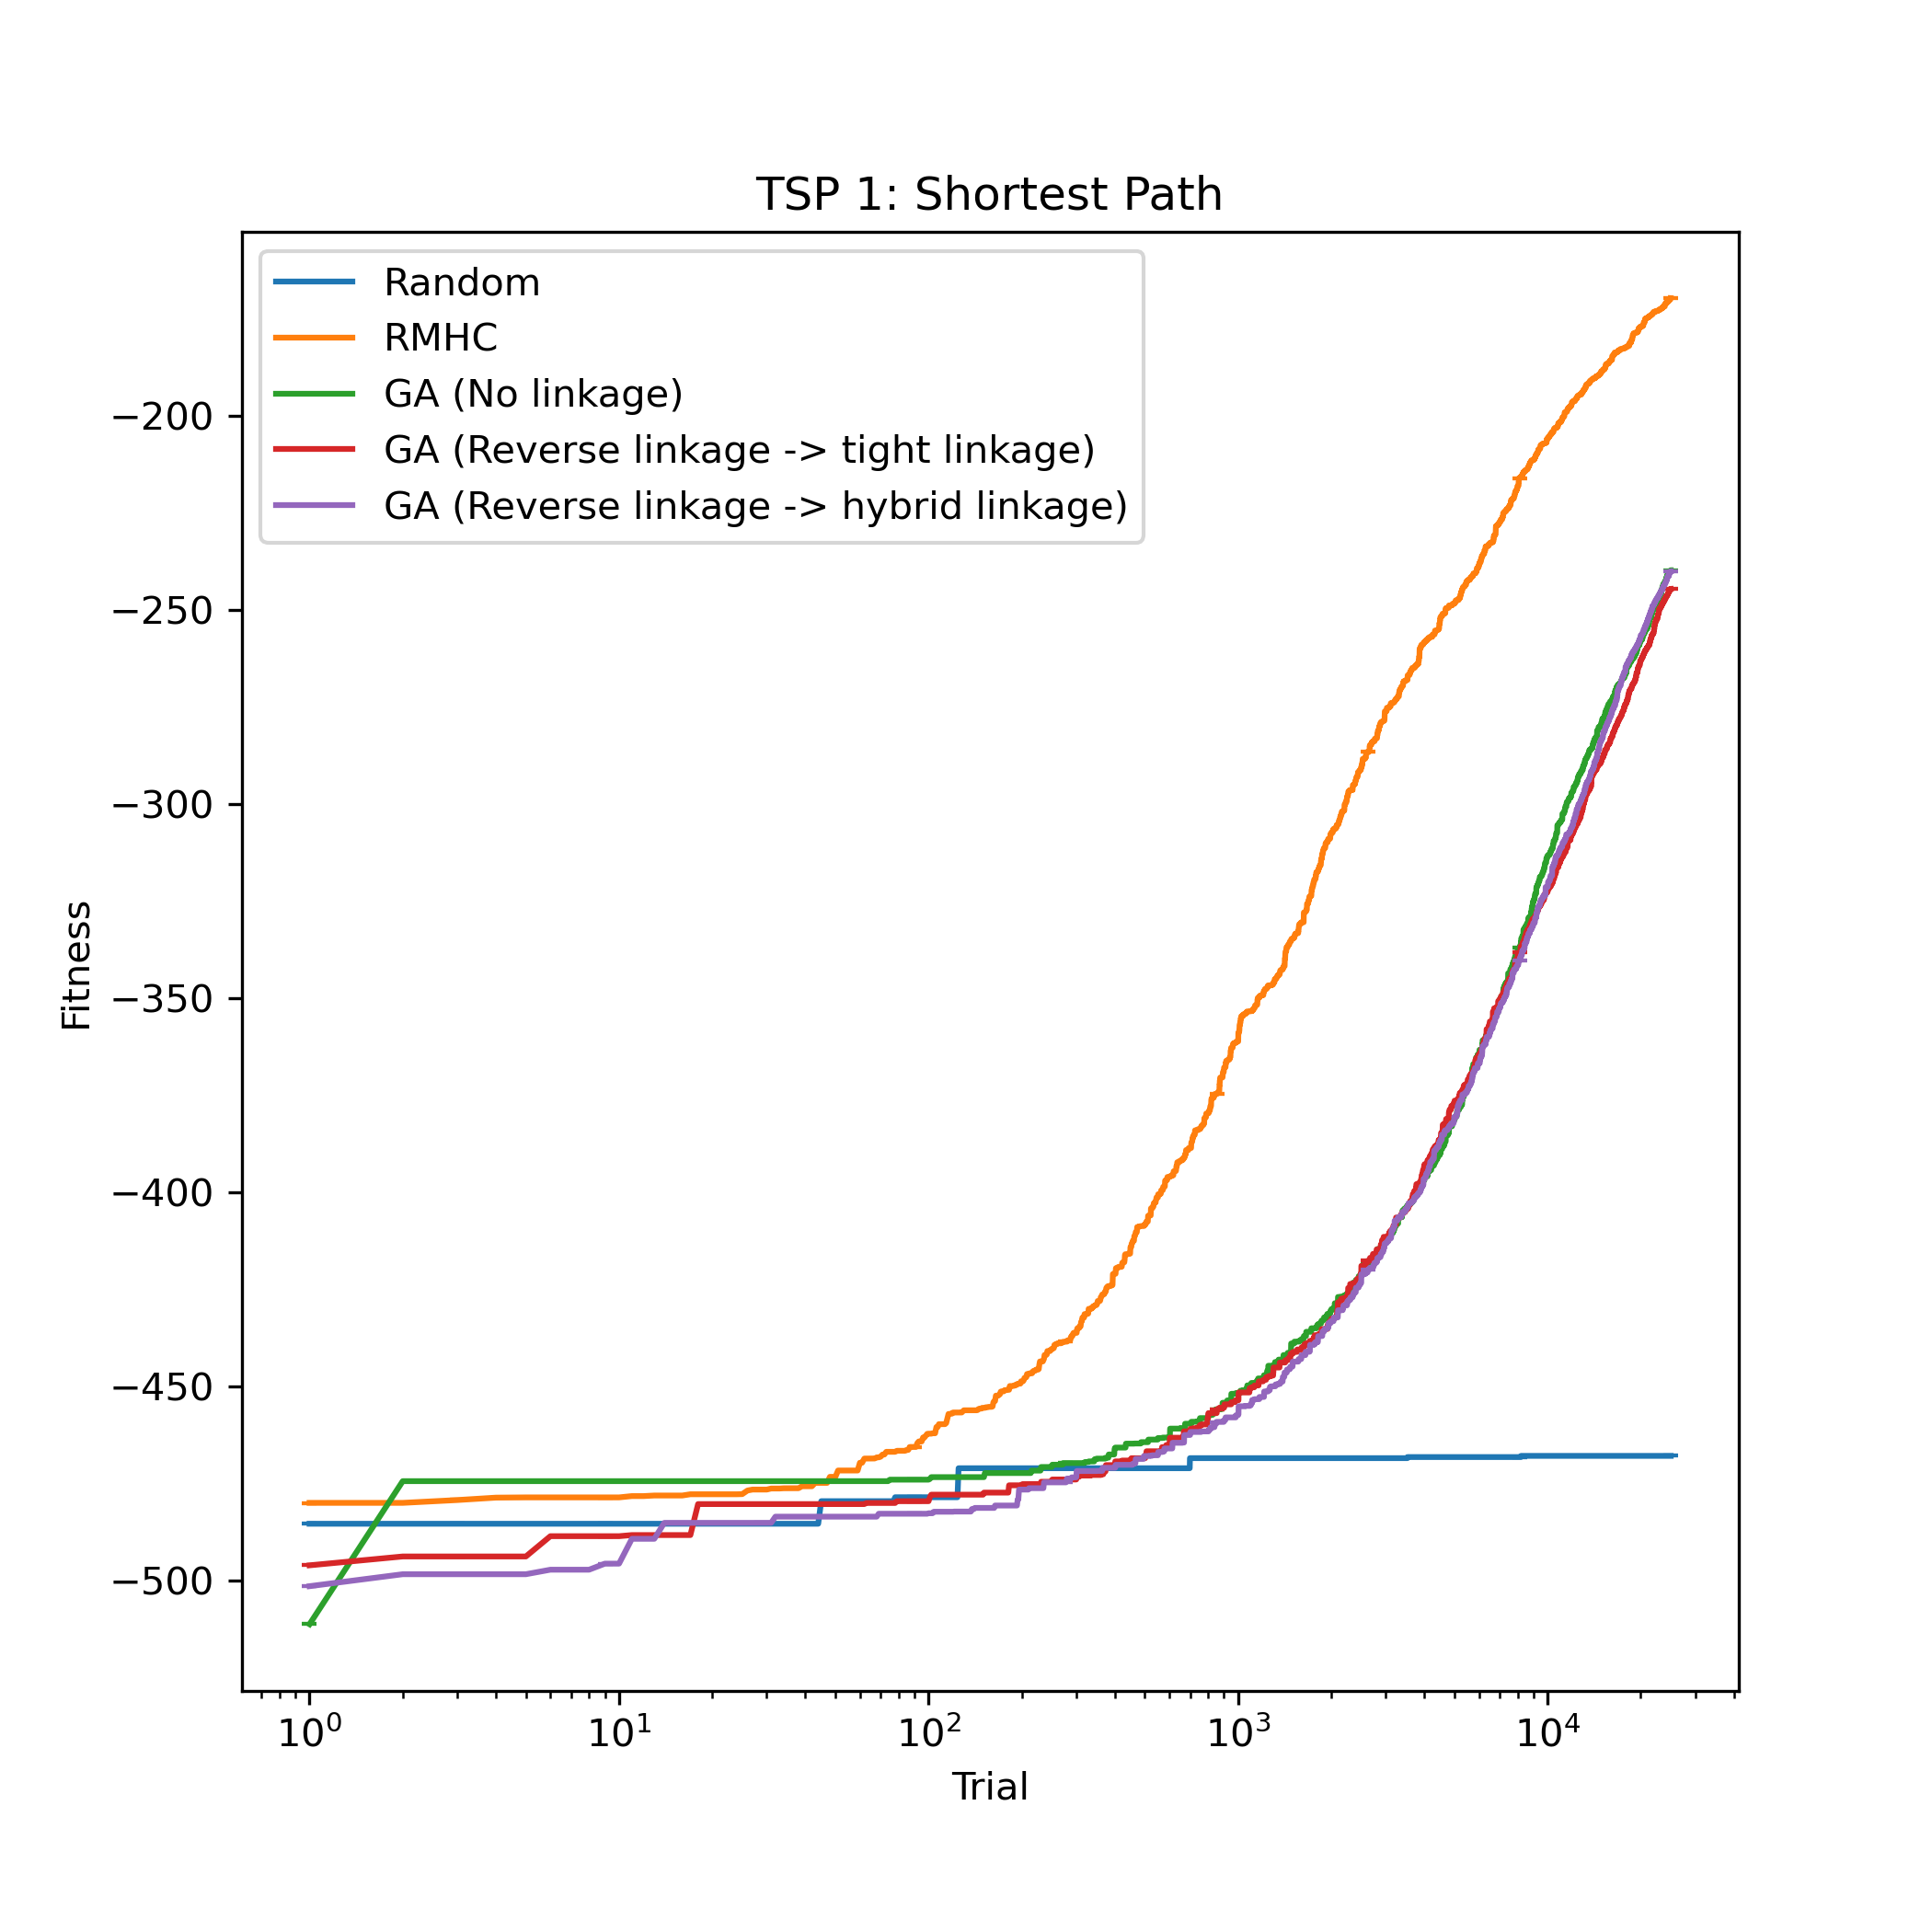 TSP 1: Shortest Path
Random
RMHC
GA (No linkage)
GA (Reverse linkage -> tight linkage)
GA (Reverse linkage -> hybrid linkage)
Fitness
−200
−250
−300
−350
−400
−450
−500
10⁰ 10¹ 10² 10³ 10⁴
Trial